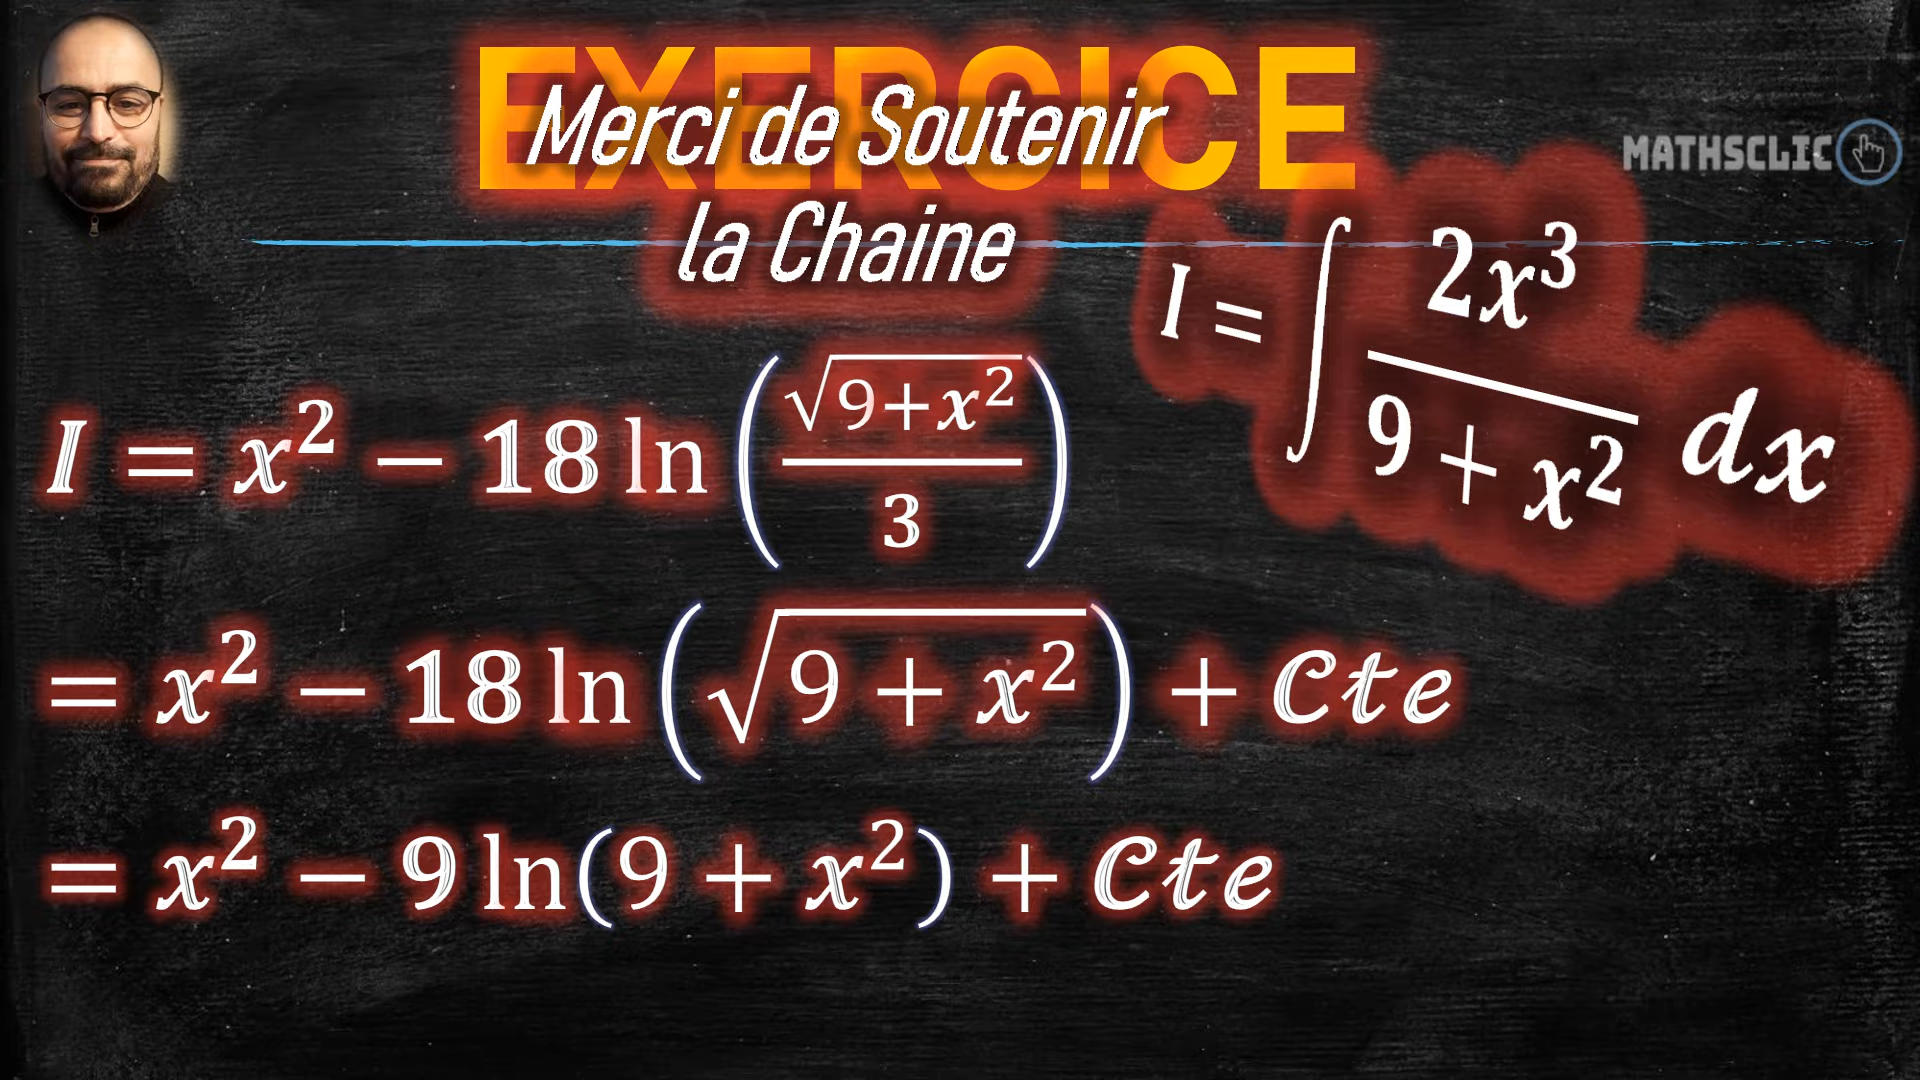 EXERCICE
Merci de Soutenir
la Chaine
MATHSCLIC
I = ∫ 2x³ / (9 + x²) dx
I = x² − 18 ln(√(9+x²) / 3)
= x² − 18 ln(√(9 + x²)) + Cte
= x² − 9 ln(9 + x²) + Cte